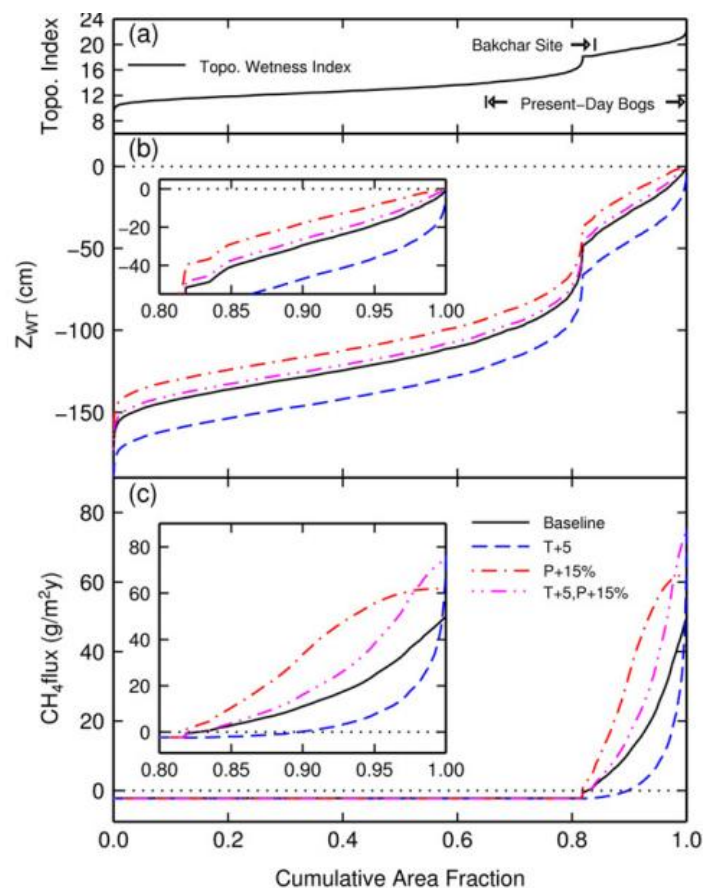 (a)
Topo. Index
24
20
16
12
8
Topo. Wetness Index
Bakchar Site
Present−Day Bogs
(b)
Z_WT (cm)
0
−50
−100
−150
0
−20
−40
0.80 0.85 0.90 0.95 1.00
(c)
CH₄flux (g/m²y)
80
60
40
20
0
80
60
40
20
0
0.80 0.85 0.90 0.95 1.00
Baseline
T+5
P+15%
T+5,P+15%
0.0 0.2 0.4 0.6 0.8 1.0
Cumulative Area Fraction